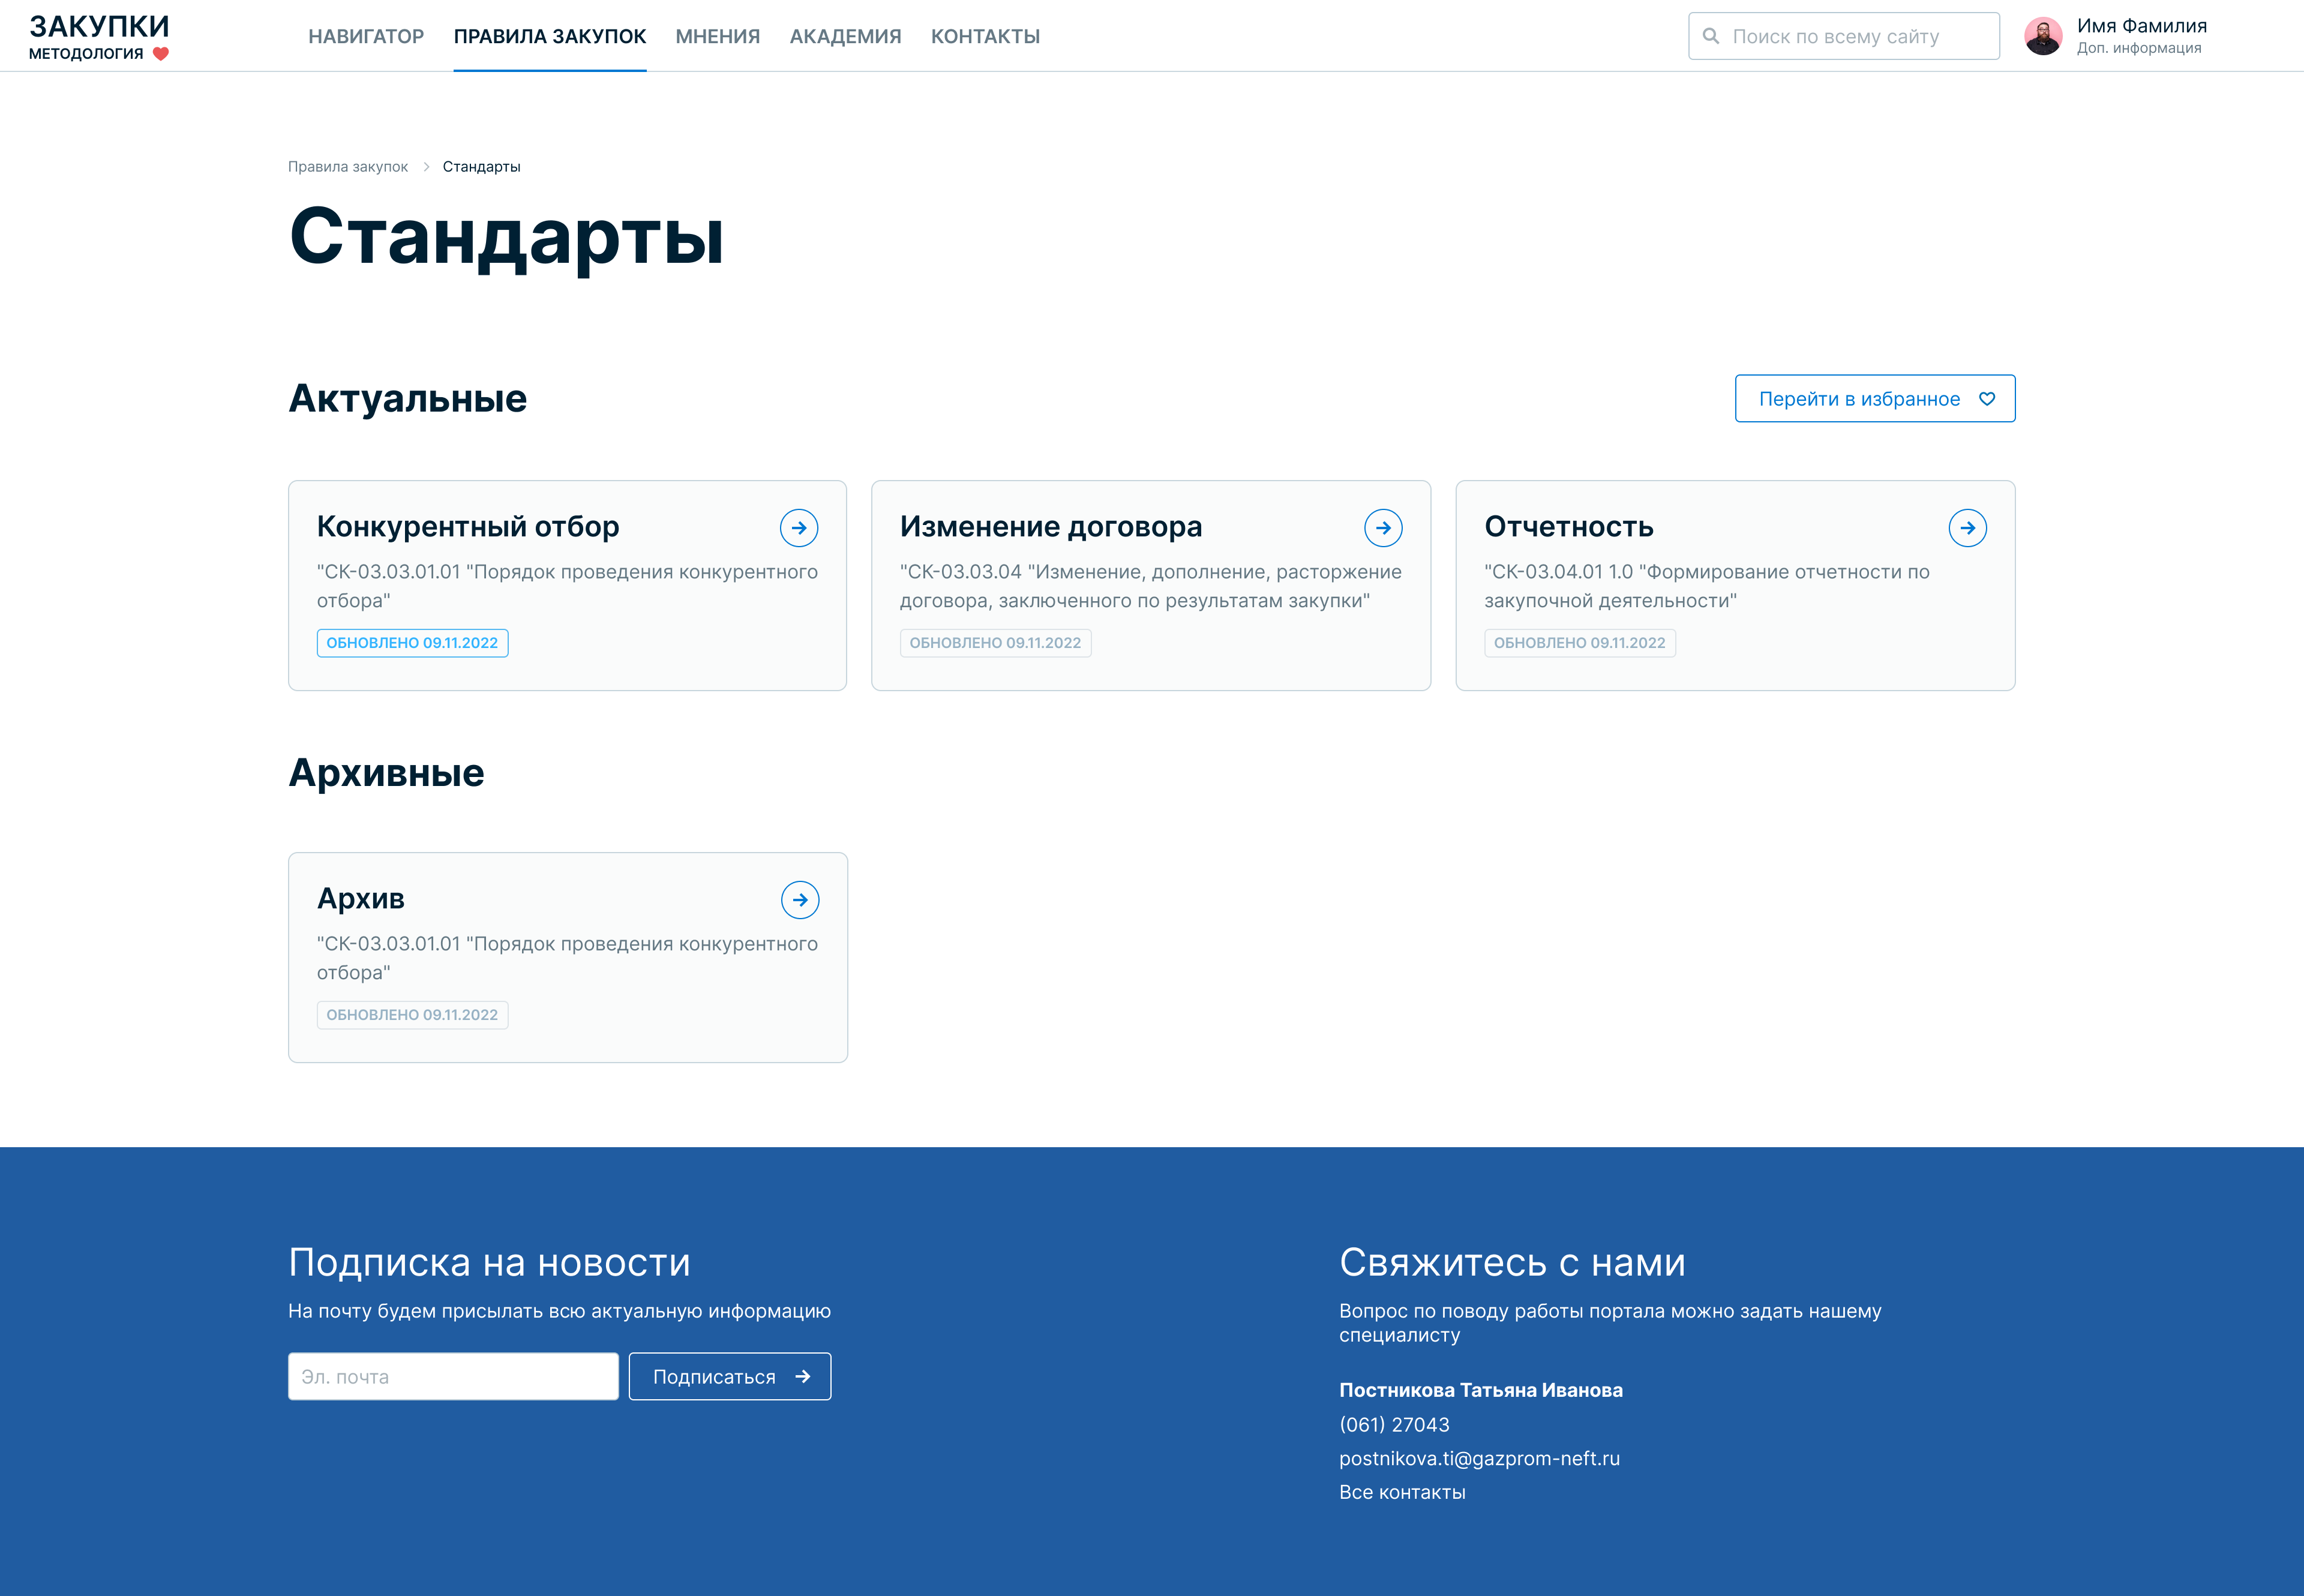 ЗАКУПКИ
МЕТОДОЛОГИЯ
НАВИГАТОР
ПРАВИЛА ЗАКУПОК
МНЕНИЯ
АКАДЕМИЯ
КОНТАКТЫ
Поиск по всему сайту
Имя Фамилия
Доп. информация
Правила закупок
Стандарты
Стандарты
Актуальные
Перейти в избранное
Конкурентный отбор
"СК-03.03.01.01 "Порядок проведения конкурентного
отбора"
ОБНОВЛЕНО 09.11.2022
Изменение договора
"СК-03.03.04 "Изменение, дополнение, расторжение
договора, заключенного по результатам закупки"
ОБНОВЛЕНО 09.11.2022
Отчетность
"СК-03.04.01 1.0 "Формирование отчетности по
закупочной деятельности"
ОБНОВЛЕНО 09.11.2022
Архивные
Архив
"СК-03.03.01.01 "Порядок проведения конкурентного
отбора"
ОБНОВЛЕНО 09.11.2022
Подписка на новости
На почту будем присылать всю актуальную информацию
Эл. почта
Подписаться
Свяжитесь с нами
Вопрос по поводу работы портала можно задать нашему
специалисту
Постникова Татьяна Иванова
(061) 27043
postnikova.ti@gazprom-neft.ru
Все контакты